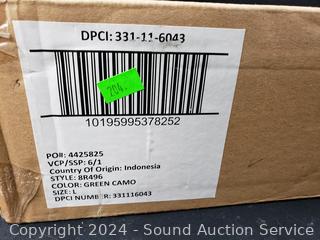 DPCI: 331-11-6043
204.
10195995378252
PO#: 4425825
VCP/SSP: 6/1
Country Of Origin: Indonesia
STYLE: 8R496
COLOR: GREEN CAMO
SIZE: L
DPCI NUMBER: 331116043
Copyright 2024 - Sound Auction Service